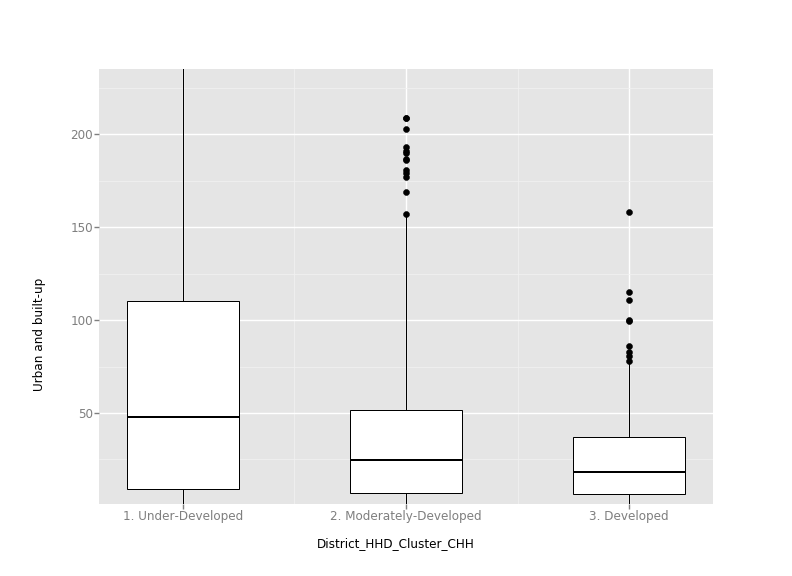 200
150
100
50
Urban and built-up
1. Under-Developed 2. Moderately-Developed 3. Developed
District_HHD_Cluster_CHH